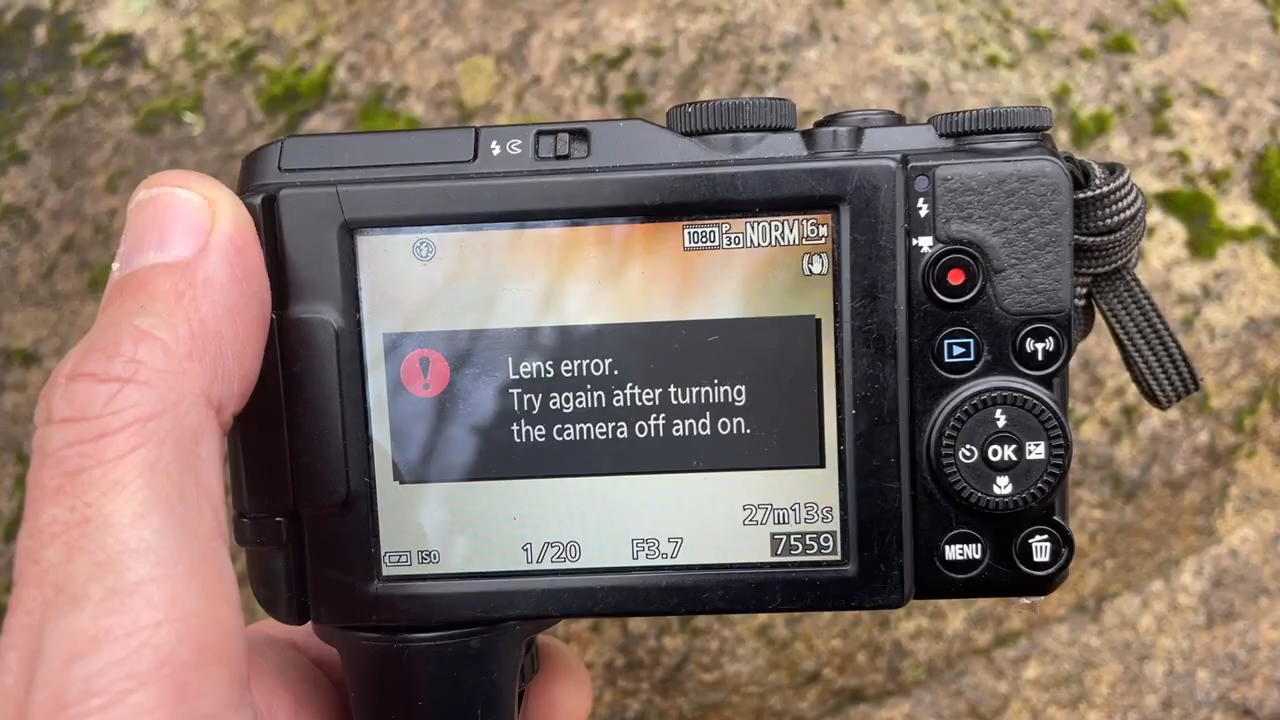 1080 P 30 NORM 16M
Lens error.
Try again after turning
the camera off and on.
27m13s
ISO 1/20 F3.7 7559
OK
MENU